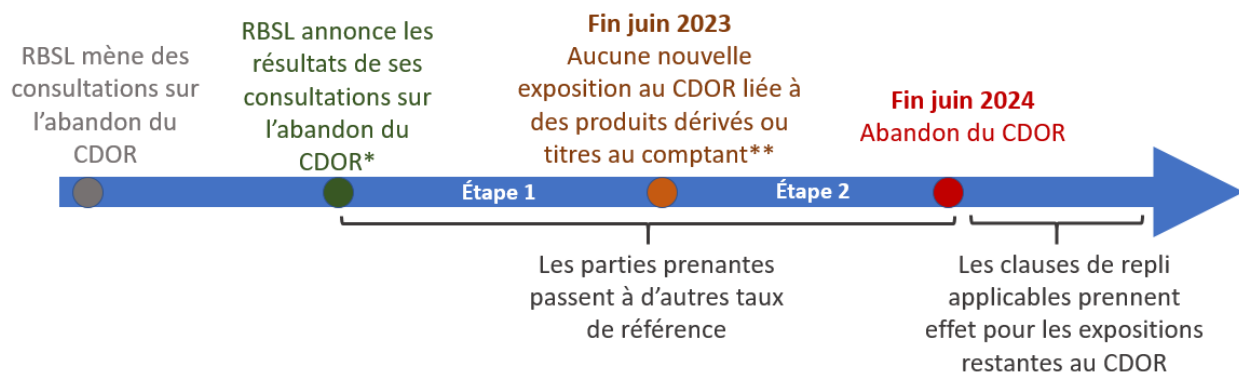 RBSL mène des
consultations sur
l’abandon du
CDOR
RBSL annonce les
résultats de ses
consultations sur
l’abandon du
CDOR*
Fin juin 2023
Aucune nouvelle
exposition au CDOR liée à
des produits dérivés ou
titres au comptant**
Fin juin 2024
Abandon du CDOR
Étape 1
Étape 2
Les parties prenantes
passent à d’autres taux
de référence
Les clauses de repli
applicables prennent
effet pour les expositions
restantes au CDOR